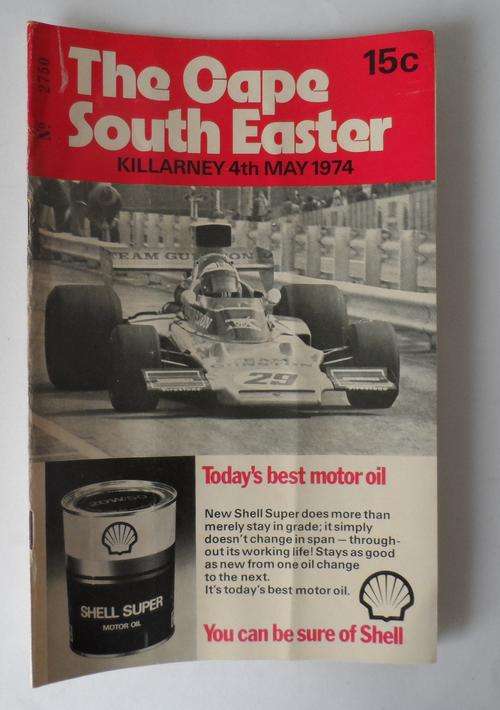 No 2750
15c
The Cape
South Easter
KILLARNEY 4th MAY 1974
TEAM GUNSTON
29
20W/50
SHELL SUPER
MOTOR OIL
Today's best motor oil
New Shell Super does more than
merely stay in grade; it simply
doesn't change in span — through-
out its working life! Stays as good
as new from one oil change
to the next.
It's today's best motor oil.
You can be sure of Shell